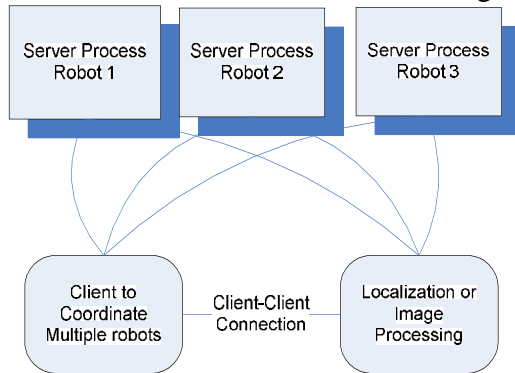 Server Process
Robot 1
Server Process
Robot 2
Server Process
Robot 3
Client to
Coordinate
Multiple robots
Client-Client
Connection
Localization or
Image
Processing